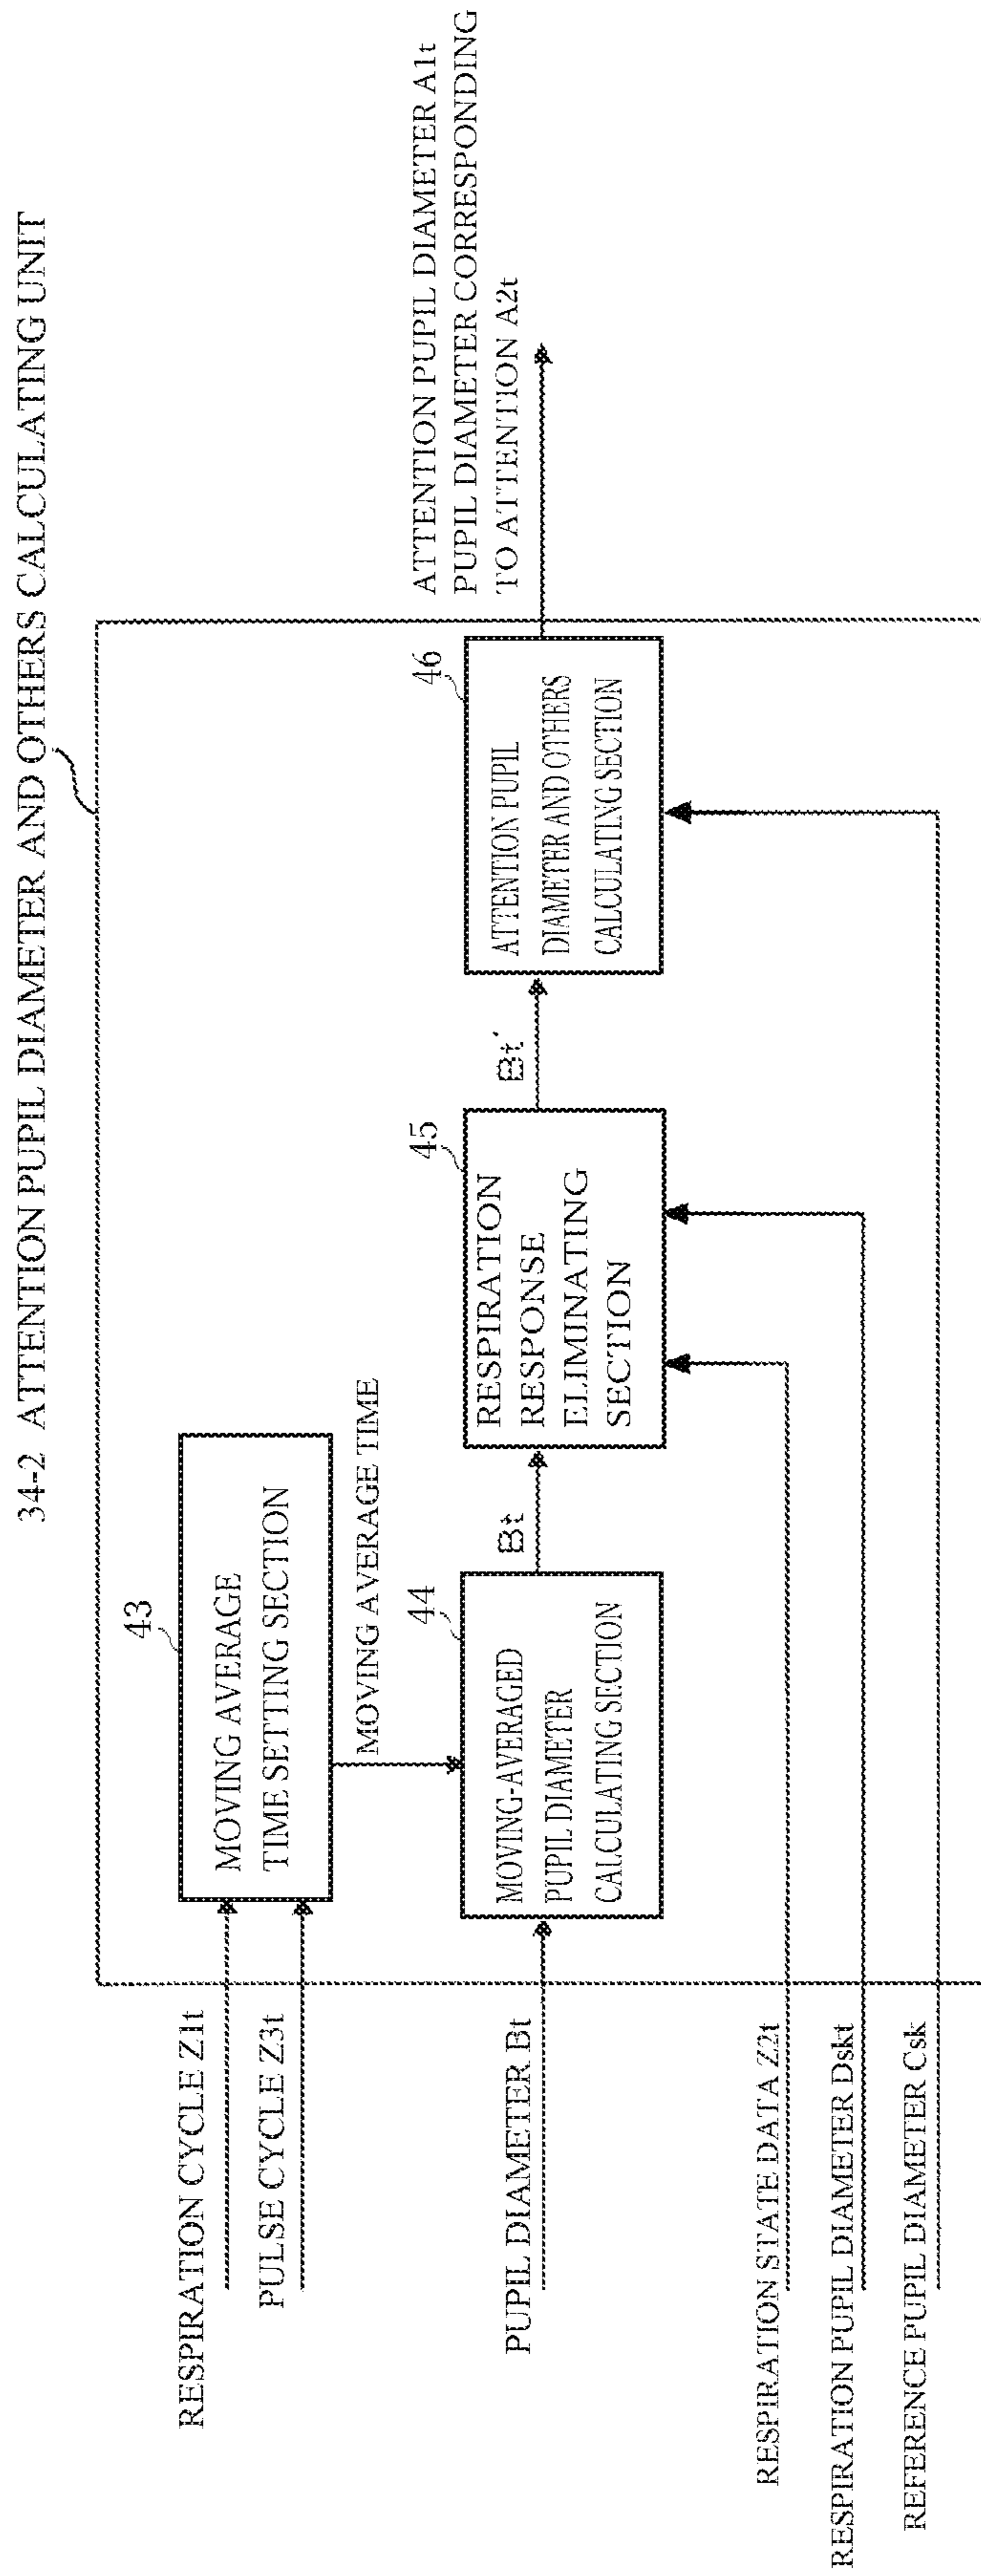 34-2 ATTENTION PUPIL DIAMETER AND OTHERS CALCULATING UNIT
RESPIRATION CYCLE Z1t
PULSE CYCLE Z3t
43
MOVING AVERAGE
TIME SETTING SECTION
MOVING AVERAGE TIME
PUPIL DIAMETER Bt
44
MOVING-AVERAGED
PUPIL DIAMETER
CALCULATING SECTION
Bt
45
RESPIRATION
RESPONSE
ELIMINATING
SECTION
Bt´
46
ATTENTION PUPIL
DIAMETER AND OTHERS
CALCULATING SECTION
ATTENTION PUPIL DIAMETER A1t
PUPIL DIAMETER CORRESPONDING
TO ATTENTION A2t
RESPIRATION STATE DATA Z2t
RESPIRATION PUPIL DIAMETER Dskt
REFERENCE PUPIL DIAMETER Csk